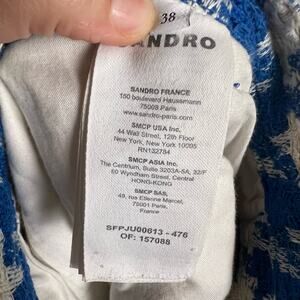 38
SANDRO
SANDRO FRANCE
150 boulevard Haussmann
75008 Paris
www.sandro-paris.com
SMCP USA Inc.
44 Wall Street, 12th Floor
New York, New York 10005
RN132784
SMCP ASIA Inc.
The Centrium, Suite 3203A-5A, 32/F
60 Wyndham Street, Central
HONG-KONG
SMCP SAS,
49, rue Etienne Marcel,
75001 Paris,
France
SFPJU00613 - 476
OF: 157088